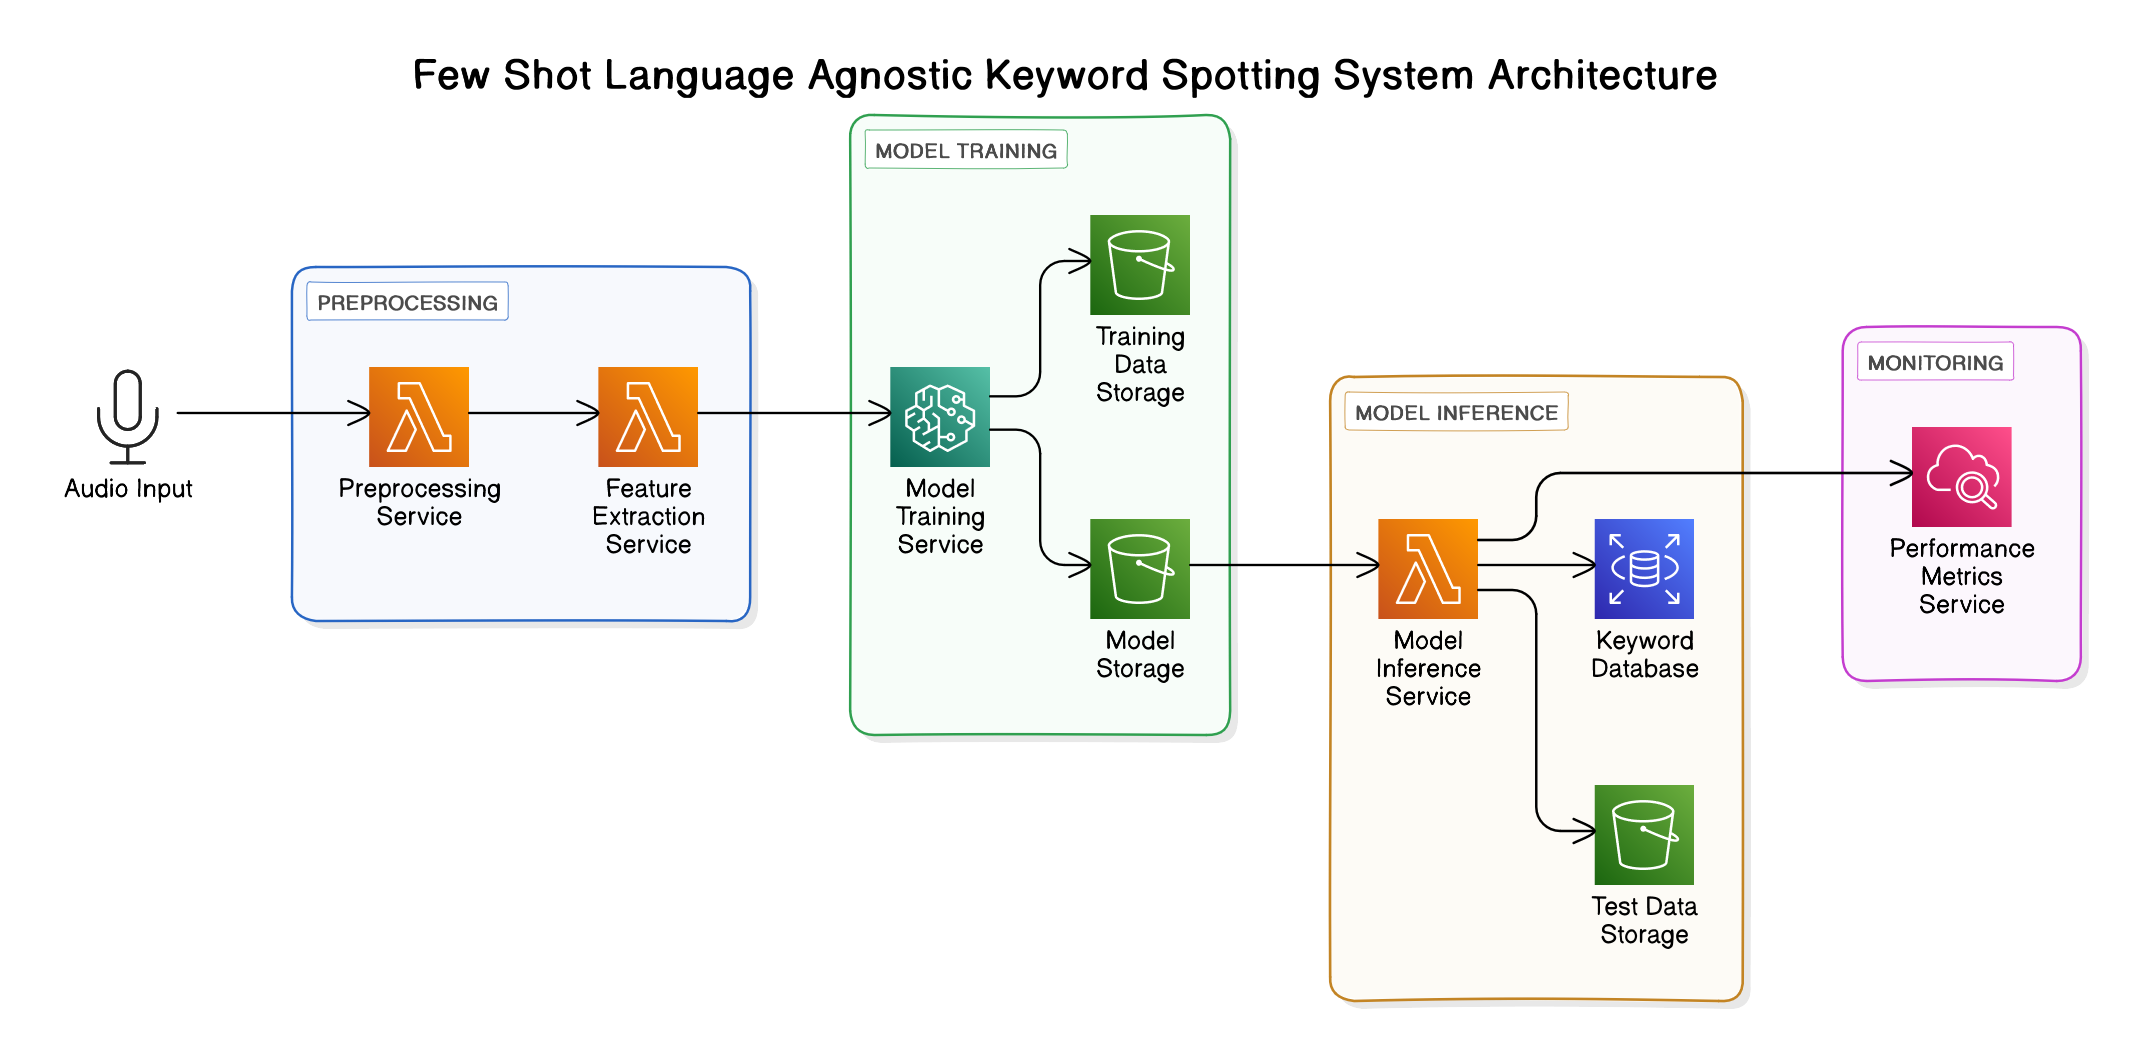 Few Shot Language Agnostic Keyword Spotting System Architecture
MODEL TRAINING
Training
Data
Storage
PREPROCESSING
Audio Input
Preprocessing
Service
Feature
Extraction
Service
Model
Training
Service
Model
Storage
MODEL INFERENCE
Model
Inference
Service
Keyword
Database
Test Data
Storage
MONITORING
Performance
Metrics
Service